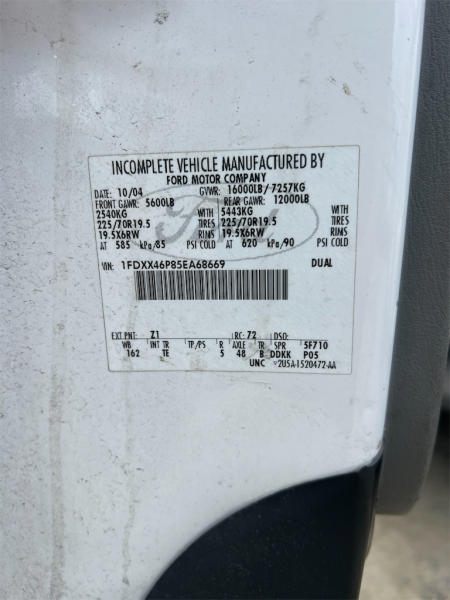 INCOMPLETE VEHICLE MANUFACTURED BY
FORD MOTOR COMPANY
DATE: 10/04 GVWR: 16000LB/ 7257KG
FRONT GAWR: 5600LB REAR GAWR: 12000LB
2540KG WITH 5443KG WITH
225/70R19.5 TIRES 225/70R19.5 TIRES
19.5X6RW RIMS 19.5X6RW RIMS
AT 585 kPa/85 PSI COLD AT 620 kPa/90 PSI COLD
VIN: 1FDXX46P85EA68669 DUAL
EXT PNT: Z1 RC: 72 DSO:
WB INT TR TP/PS R AXLE TR SPR 5F710
162 TE 5 48 B DDKK P05
UNC 2U5A-1520472-AA